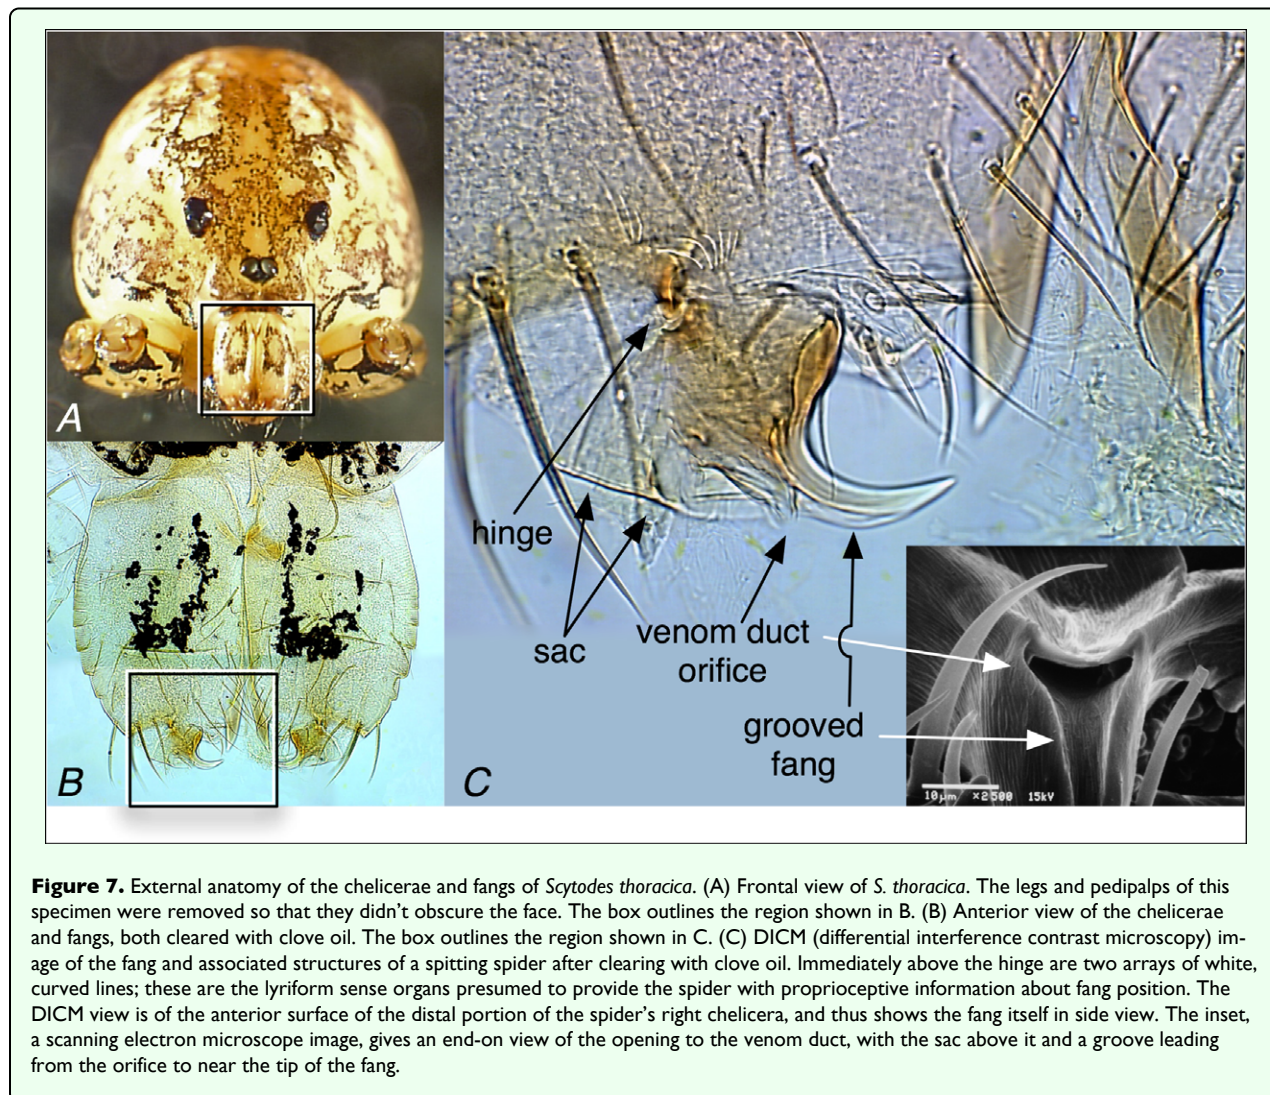 A
B
C
hinge
sac
venom duct
orifice
grooved
fang
10μm ×2500 15kV
Figure 7. External anatomy of the chelicerae and fangs of Scytodes thoracica. (A) Frontal view of S. thoracica. The legs and pedipalps of this
specimen were removed so that they didn't obscure the face. The box outlines the region shown in B. (B) Anterior view of the chelicerae
and fangs, both cleared with clove oil. The box outlines the region shown in C. (C) DICM (differential interference contrast microscopy) im-
age of the fang and associated structures of a spitting spider after clearing with clove oil. Immediately above the hinge are two arrays of white,
curved lines; these are the lyriform sense organs presumed to provide the spider with proprioceptive information about fang position. The
DICM view is of the anterior surface of the distal portion of the spider's right chelicera, and thus shows the fang itself in side view. The inset,
a scanning electron microscope image, gives an end-on view of the opening to the venom duct, with the sac above it and a groove leading
from the orifice to near the tip of the fang.